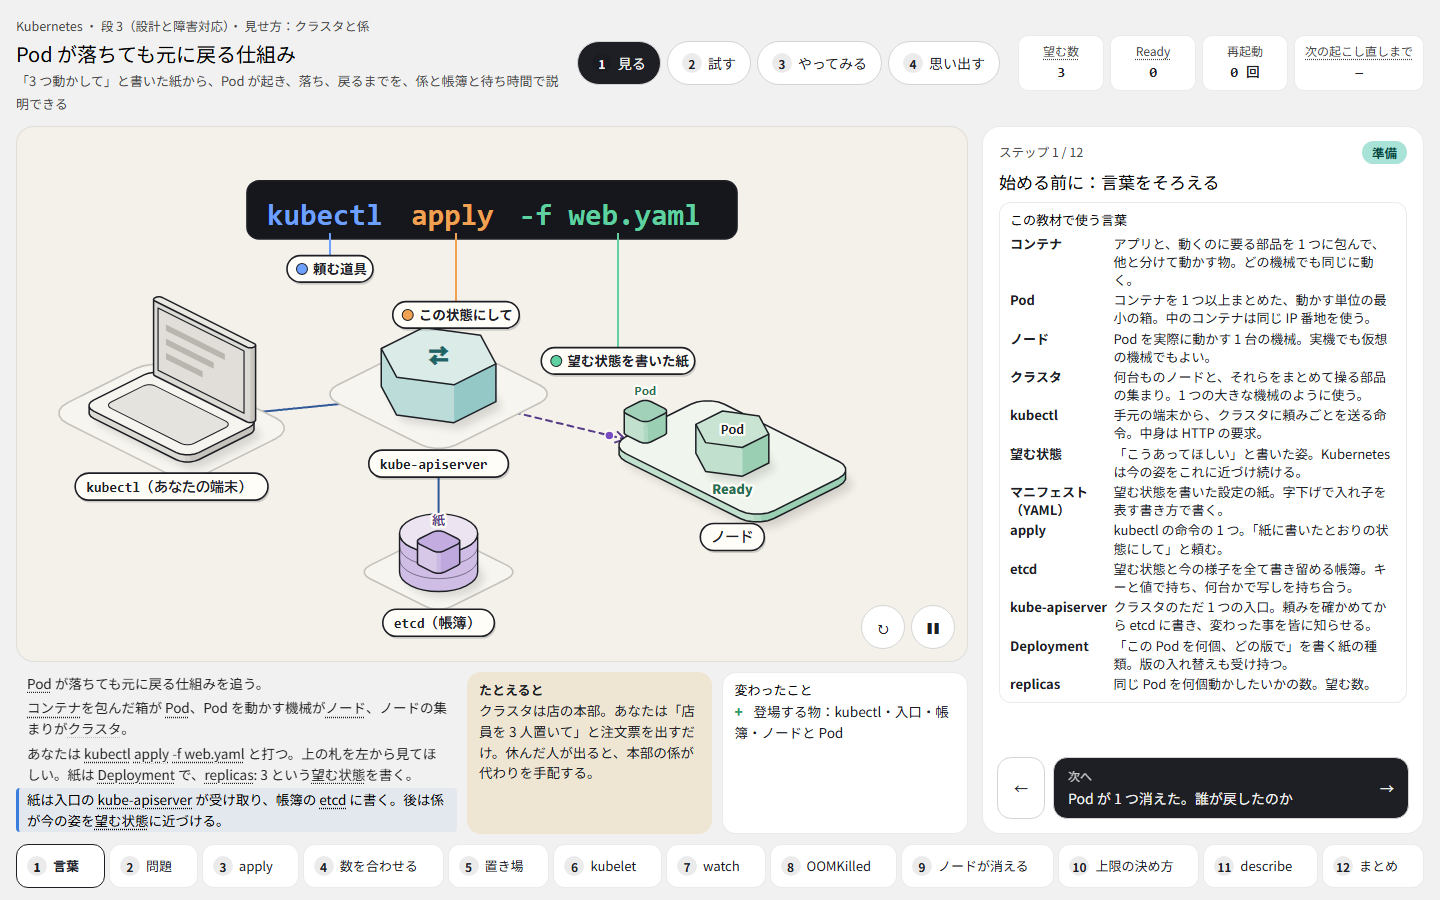 Kubernetes ・ 段 3（設計と障害対応）・ 見せ方：クラスタと係
Pod が落ちても元に戻る仕組み
「3 つ動かして」と書いた紙から、Pod が起き、落ち、戻るまでを、係と帳簿と待ち時間で説
明できる
1 見る
2 試す
3 やってみる
4 思い出す
望む数
3
Ready
0
再起動
0 回
次の起こし直しまで
–
kubectl apply -f web.yaml
頼む道具
この状態にして
望む状態を書いた紙
Pod
Pod
Ready
ノード
kubectl（あなたの端末）
kube-apiserver
紙
etcd（帳簿）
↻
Pod が落ちても元に戻る仕組みを追う。
コンテナを包んだ箱が Pod、Pod を動かす機械がノード、ノードの集
まりがクラスタ。
あなたは kubectl apply -f web.yaml と打つ。上の札を左から見てほ
しい。紙は Deployment で、replicas: 3 という望む状態を書く。
紙は入口の kube-apiserver が受け取り、帳簿の etcd に書く。後は係
が今の姿を望む状態に近づける。
たとえると
クラスタは店の本部。あなたは「店
員を 3 人置いて」と注文票を出すだ
け。休んだ人が出ると、本部の係が
代わりを手配する。
変わったこと
+ 登場する物：kubectl・入口・帳
簿・ノードと Pod
ステップ 1 / 12
準備
始める前に：言葉をそろえる
この教材で使う言葉
コンテナ アプリと、動くのに要る部品を 1 つに包んで、
他と分けて動かす物。どの機械でも同じに動
く。
Pod コンテナを 1 つ以上まとめた、動かす単位の最
小の箱。中のコンテナは同じ IP 番地を使う。
ノード Pod を実際に動かす 1 台の機械。実機でも仮想
の機械でもよい。
クラスタ 何台ものノードと、それらをまとめて操る部品
の集まり。1 つの大きな機械のように使う。
kubectl 手元の端末から、クラスタに頼みごとを送る命
令。中身は HTTP の要求。
望む状態 「こうあってほしい」と書いた姿。Kubernetes
は今の姿をこれに近づけ続ける。
マニフェスト 望む状態を書いた設定の紙。字下げで入れ子を
（YAML） 表す書き方で書く。
apply kubectl の命令の 1 つ。「紙に書いたとおりの状
態にして」と頼む。
etcd 望む状態と今の様子を全て書き留める帳簿。キ
ーと値で持ち、何台かで写しを持ち合う。
kube-apiserver クラスタのただ 1 つの入口。頼みを確かめてか
ら etcd に書き、変わった事を皆に知らせる。
Deployment 「この Pod を何個、どの版で」を書く紙の種
類。版の入れ替えも受け持つ。
replicas 同じ Pod を何個動かしたいかの数。望む数。
←
次へ
Pod が 1 つ消えた。誰が戻したのか
→
1 言葉
2 問題
3 apply
4 数を合わせる
5 置き場
6 kubelet
7 watch
8 OOMKilled
9 ノードが消える
10 上限の決め方
11 describe
12 まとめ